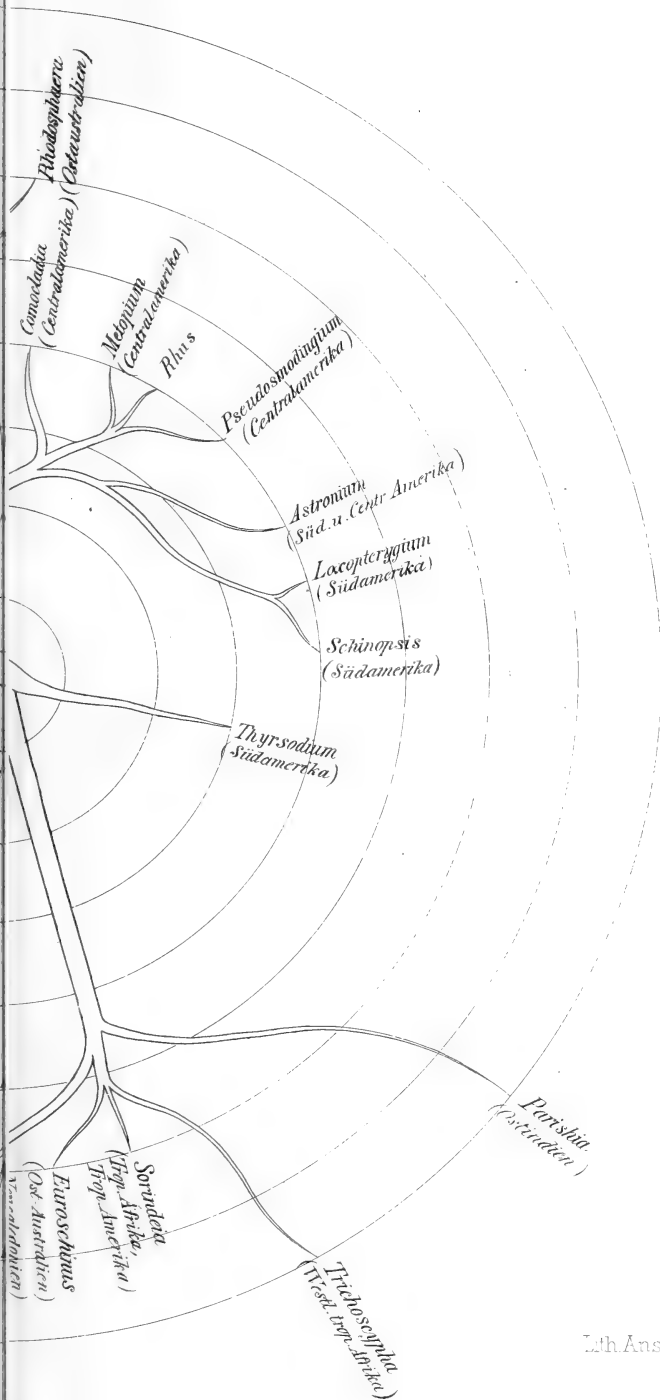 Rhodosphaera
(Ostaustralien)
Comocladia
(Centralamerika)
Metopium
(Centralamerika)
Rhus
Pseudosmodingium
(Centralamerika)
Astronium
(Süd. u. Centr Amerika)
Loxopterygium
(Südamerika)
Schinopsis
(Südamerika)
Thyrsodium
(Südamerika)
Parishia
(Ostindien)
Sorindeia
(Trop. Afrika,
Trop. Amerika)
Euroschinus
(Ost-Australien)
Trichoscypha
(Westl. trop. Afrika)
Lith. Ans